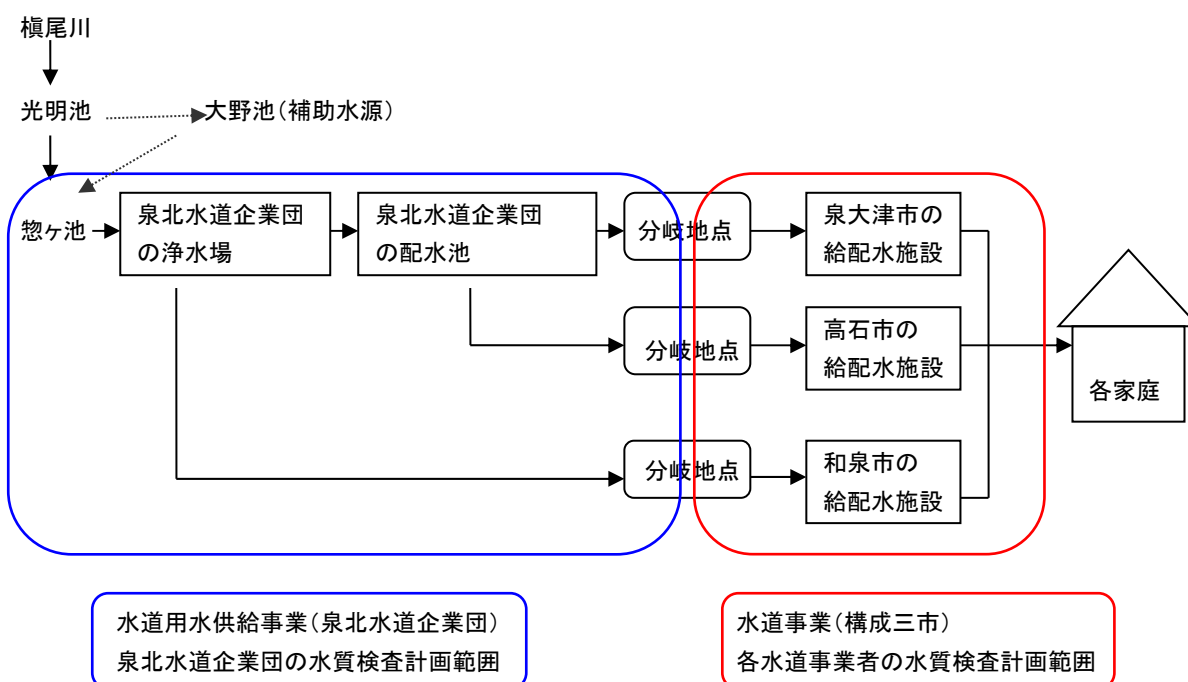 槇尾川
光明池
大野池(補助水源)
惣ヶ池
泉北水道企業団
の浄水場
泉北水道企業団
の配水池
分岐地点
泉大津市の
給配水施設
分岐地点
高石市の
給配水施設
各家庭
分岐地点
和泉市の
給配水施設
水道用水供給事業(泉北水道企業団)
泉北水道企業団の水質検査計画範囲
水道事業(構成三市)
各水道事業者の水質検査計画範囲